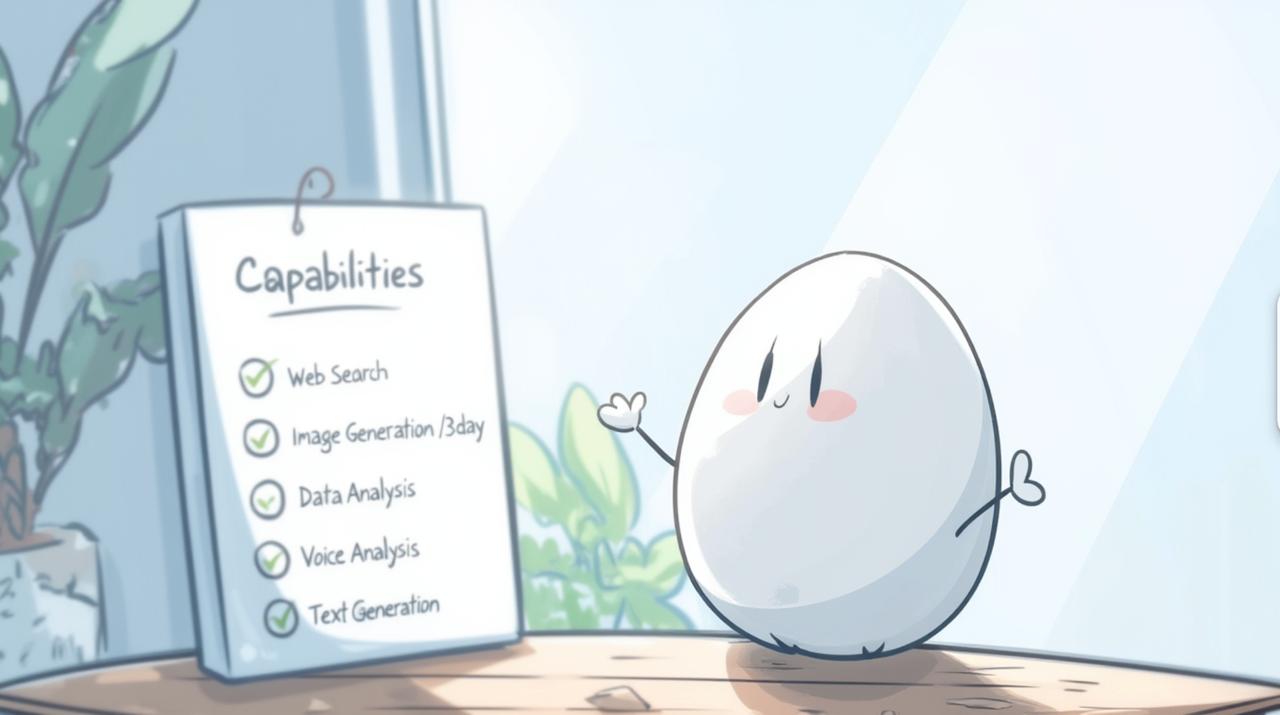 Capabilities
Web Search
Image Generation /3day
Data Analysis
Voice Analysis
Text Generation